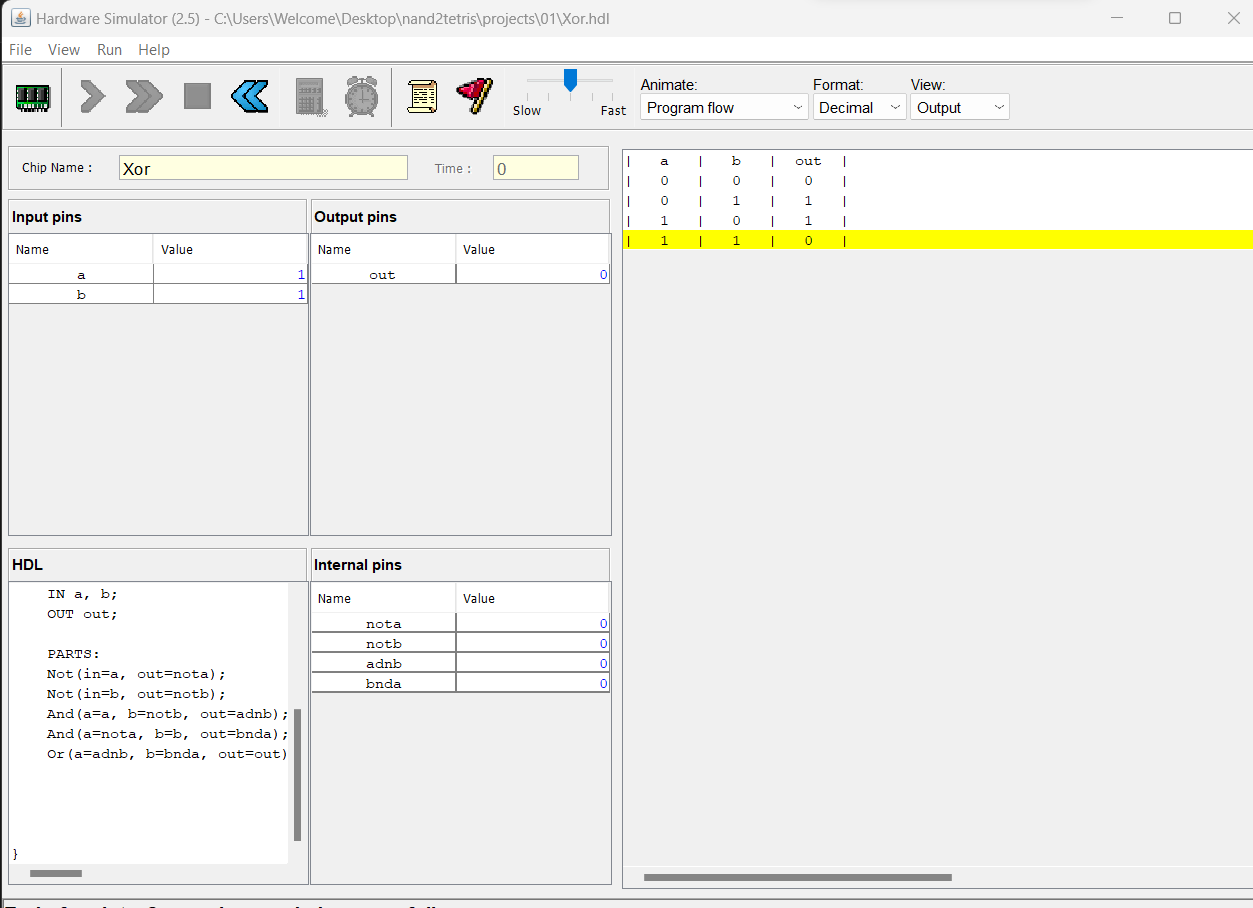 Hardware Simulator (2.5) - C:\Users\Welcome\Desktop\nand2tetris\projects\01\Xor.hdl
File View Run Help
Slow Fast
Animate: Format: View:
Program flow Decimal Output
Chip Name : Xor Time : 0
Input pins
Name Value
a 1
b 1
Output pins
Name Value
out 0
HDL
IN a, b;
OUT out;
PARTS:
Not(in=a, out=nota);
Not(in=b, out=notb);
And(a=a, b=notb, out=adnb);
And(a=nota, b=b, out=bnda);
Or(a=adnb, b=bnda, out=out)
}
Internal pins
Name Value
nota 0
notb 0
adnb 0
bnda 0
| a | b | out |
| 0 | 0 | 0 |
| 0 | 1 | 1 |
| 1 | 0 | 1 |
| 1 | 1 | 0 |